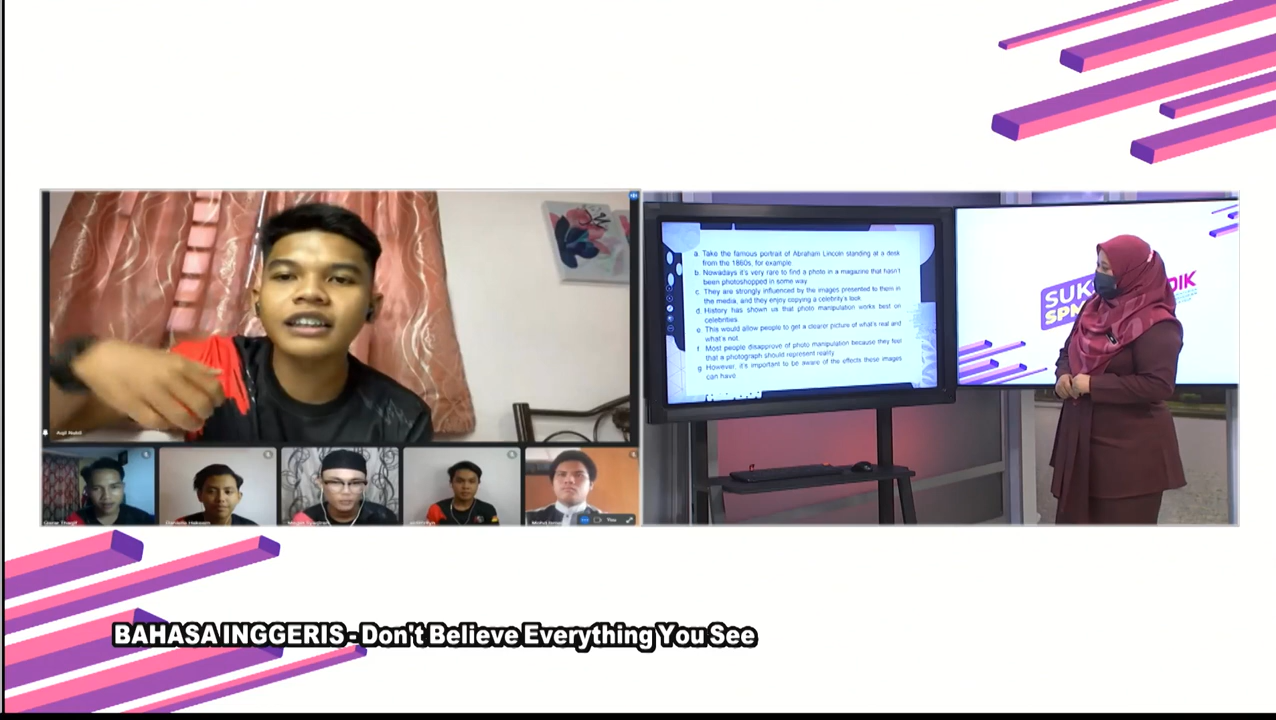 a. Take the famous portrait of Abraham Lincoln standing at a desk
from the 1860s, for example.
b. Nowadays it's very rare to find a photo in a magazine that hasn't
been photoshopped in some way.
c. They are strongly influenced by the images presented to them in
the media, and they enjoy copying a celebrity's look.
d. History has shown us that photo manipulation works best on
celebrities.
e. This would allow people to get a clearer picture of what's real and
what's not.
f. Most people disapprove of photo manipulation because they feel
that a photograph should represent reality.
g. However, it's important to be aware of the effects these images
can have
SUK
DIK
SPM
You
BAHASA INGGERIS - Don't Believe Everything You See